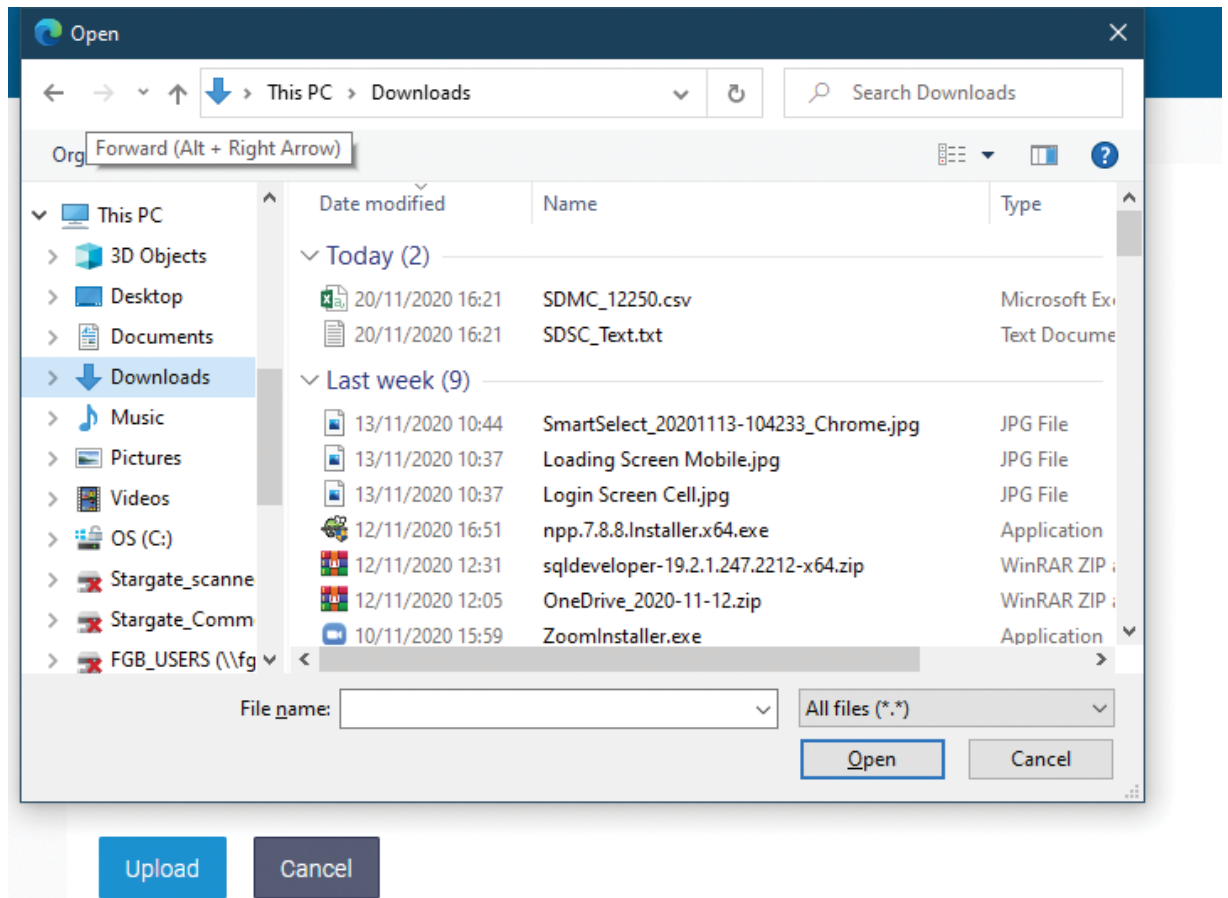 Open
This PC > Downloads
Search Downloads
Org
Forward (Alt + Right Arrow)
This PC
3D Objects
Desktop
Documents
Downloads
Music
Pictures
Videos
OS (C:)
Stargate_scanne
Stargate_Comm
FGB_USERS (\\fg
Date modified Name Type
Today (2)
20/11/2020 16:21 SDMC_12250.csv Microsoft Ex
20/11/2020 16:21 SDSC_Text.txt Text Docume
Last week (9)
13/11/2020 10:44 SmartSelect_20201113-104233_Chrome.jpg JPG File
13/11/2020 10:37 Loading Screen Mobile.jpg JPG File
13/11/2020 10:37 Login Screen Cell.jpg JPG File
12/11/2020 16:51 npp.7.8.8.Installer.x64.exe Application
12/11/2020 12:31 sqldeveloper-19.2.1.247.2212-x64.zip WinRAR ZIP
12/11/2020 12:05 OneDrive_2020-11-12.zip WinRAR ZIP
10/11/2020 15:59 ZoomInstaller.exe Application
File name: All files (*.*)
Open Cancel
Upload Cancel